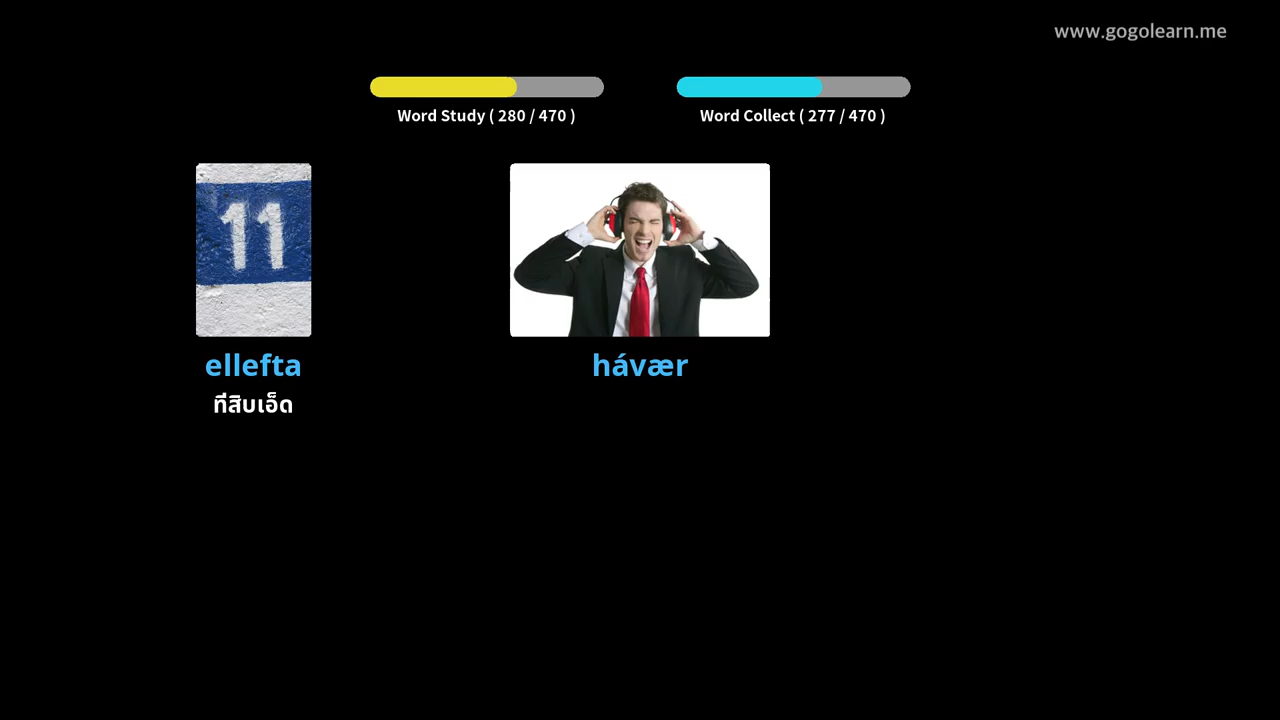 www.gogolearn.me
Word Study ( 280 / 470 )
Word Collect ( 277 / 470 )
11
ellefta
hávær
ที่สิบเอ็ด